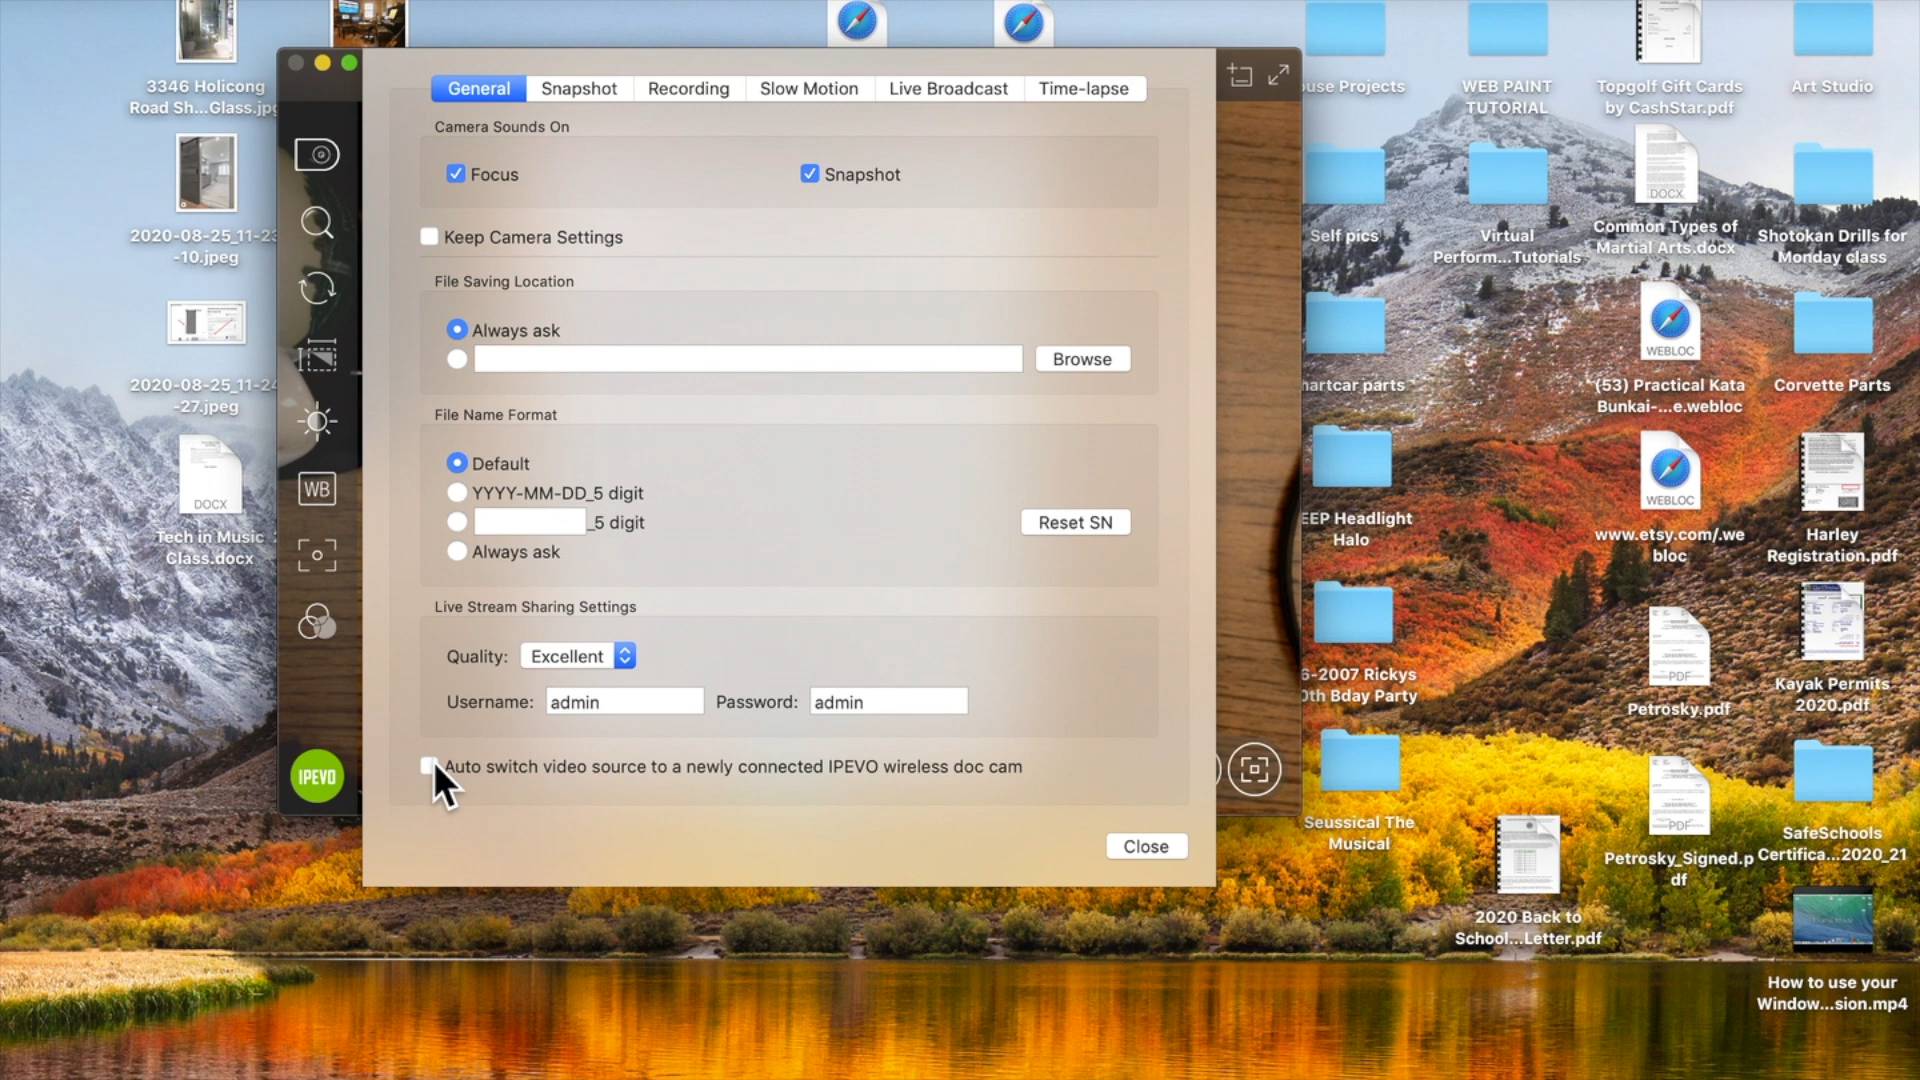 General
Snapshot
Recording
Slow Motion
Live Broadcast
Time-lapse
Camera Sounds On
Focus
Snapshot
Keep Camera Settings
File Saving Location
Always ask
Browse
File Name Format
Default
YYYY-MM-DD_5 digit
_5 digit
Reset SN
Always ask
Live Stream Sharing Settings
Quality: Excellent
Username: admin
Password: admin
Auto switch video source to a newly connected IPEVO wireless doc cam
Close
WB
IPEVO
3346 Holicong
Road Sh...Glass.jpg
2020-08-25_11-23
-10.jpeg
2020-08-25_11-24
-27.jpeg
DOCX
Tech in Music
Class.docx
use Projects
WEB PAINT
TUTORIAL
Topgolf Gift Cards
by CashStar.pdf
Art Studio
Self pics
Virtual
Perform...Tutorials
DOCX
Common Types of
Martial Arts.docx
Shotokan Drills for
Monday class
artcar parts
WEBLOC
(53) Practical Kata
Bunkai-...e.webloc
Corvette Parts
EEP Headlight
Halo
WEBLOC
www.etsy.com/.we
bloc
Harley
Registration.pdf
6-2007 Rickys
0th Bday Party
PDF
Petrosky.pdf
Kayak Permits
2020.pdf
Seussical The
Musical
2020 Back to
School...Letter.pdf
PDF
Petrosky_Signed.p
df
SafeSchools
Certifica...2020_21
How to use your
Window...sion.mp4